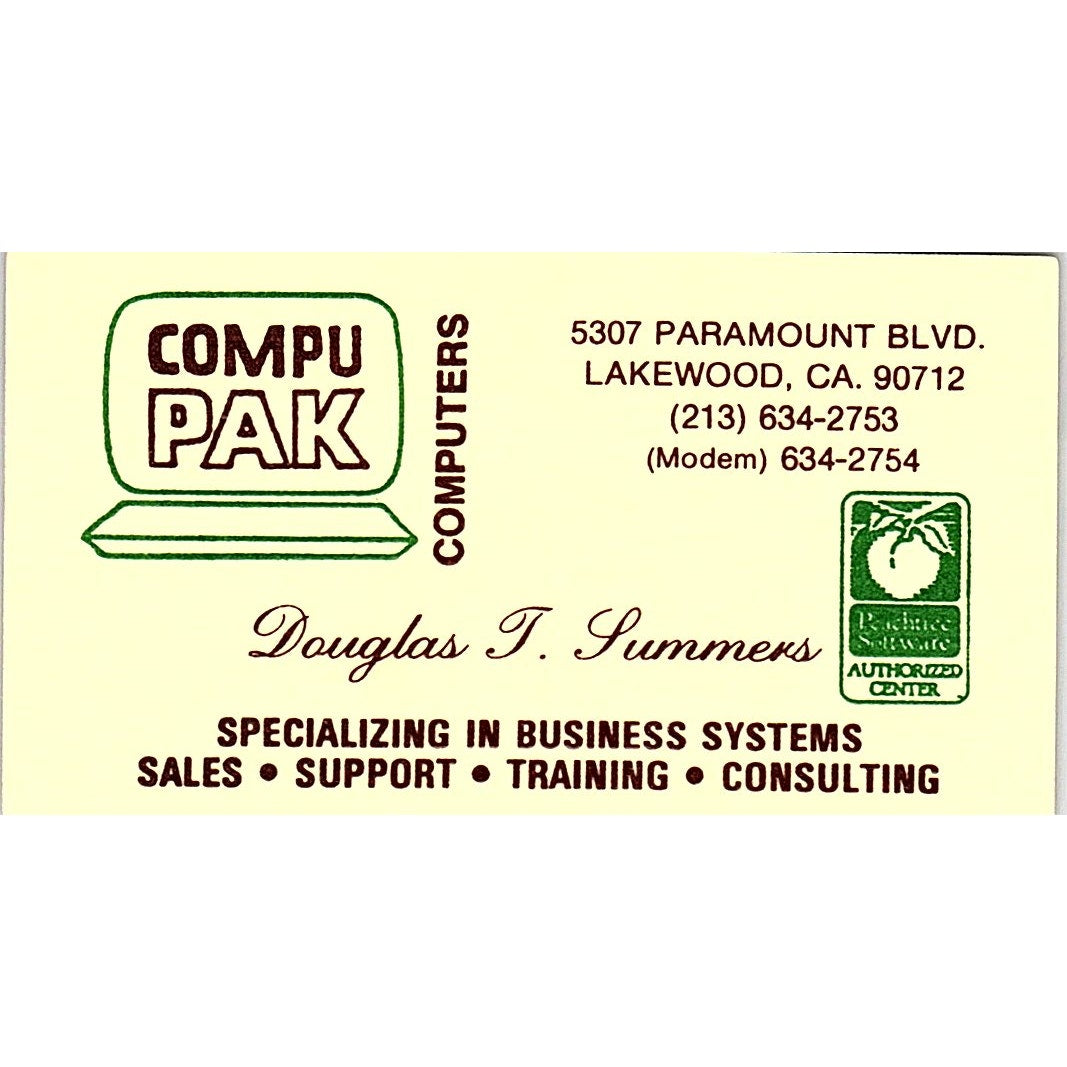 COMPU
PAK
COMPUTERS
5307 PARAMOUNT BLVD.
LAKEWOOD, CA. 90712
(213) 634-2753
(Modem) 634-2754
Peachtree
Software
AUTHORIZED
CENTER
Douglas T. Summers
SPECIALIZING IN BUSINESS SYSTEMS
SALES • SUPPORT • TRAINING • CONSULTING